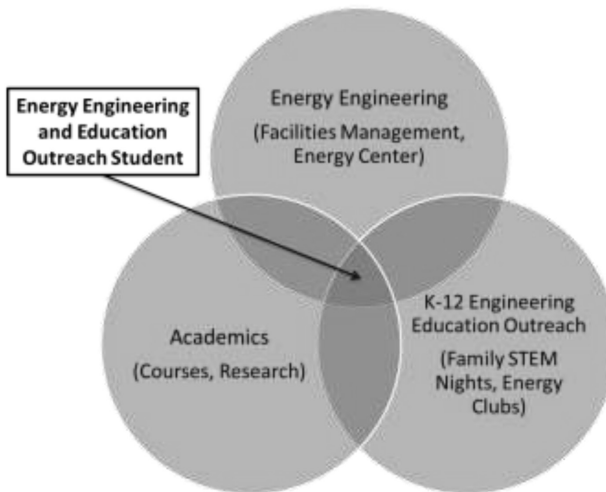 Energy Engineering
and Education
Outreach Student
Energy Engineering
(Facilities Management,
Energy Center)
Academics
(Courses, Research)
K-12 Engineering
Education Outreach
(Family STEM
Nights, Energy
Clubs)